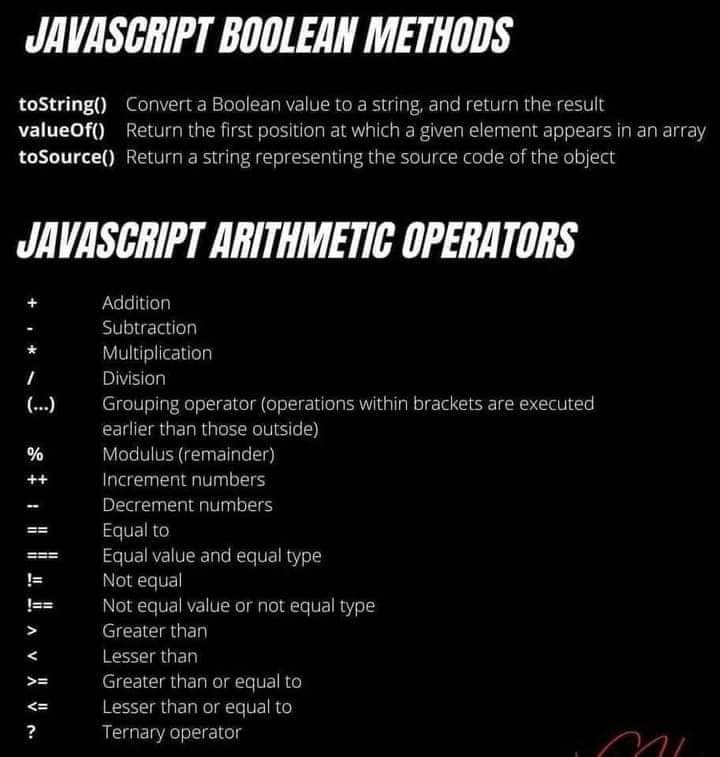 JAVASCRIPT BOOLEAN METHODS
toString() Convert a Boolean value to a string, and return the result
valueOf() Return the first position at which a given element appears in an array
toSource() Return a string representing the source code of the object
JAVASCRIPT ARITHMETIC OPERATORS
+ Addition
- Subtraction
* Multiplication
/ Division
(...) Grouping operator (operations within brackets are executed
earlier than those outside)
% Modulus (remainder)
++ Increment numbers
-- Decrement numbers
== Equal to
=== Equal value and equal type
!= Not equal
!== Not equal value or not equal type
> Greater than
< Lesser than
>= Greater than or equal to
<= Lesser than or equal to
? Ternary operator